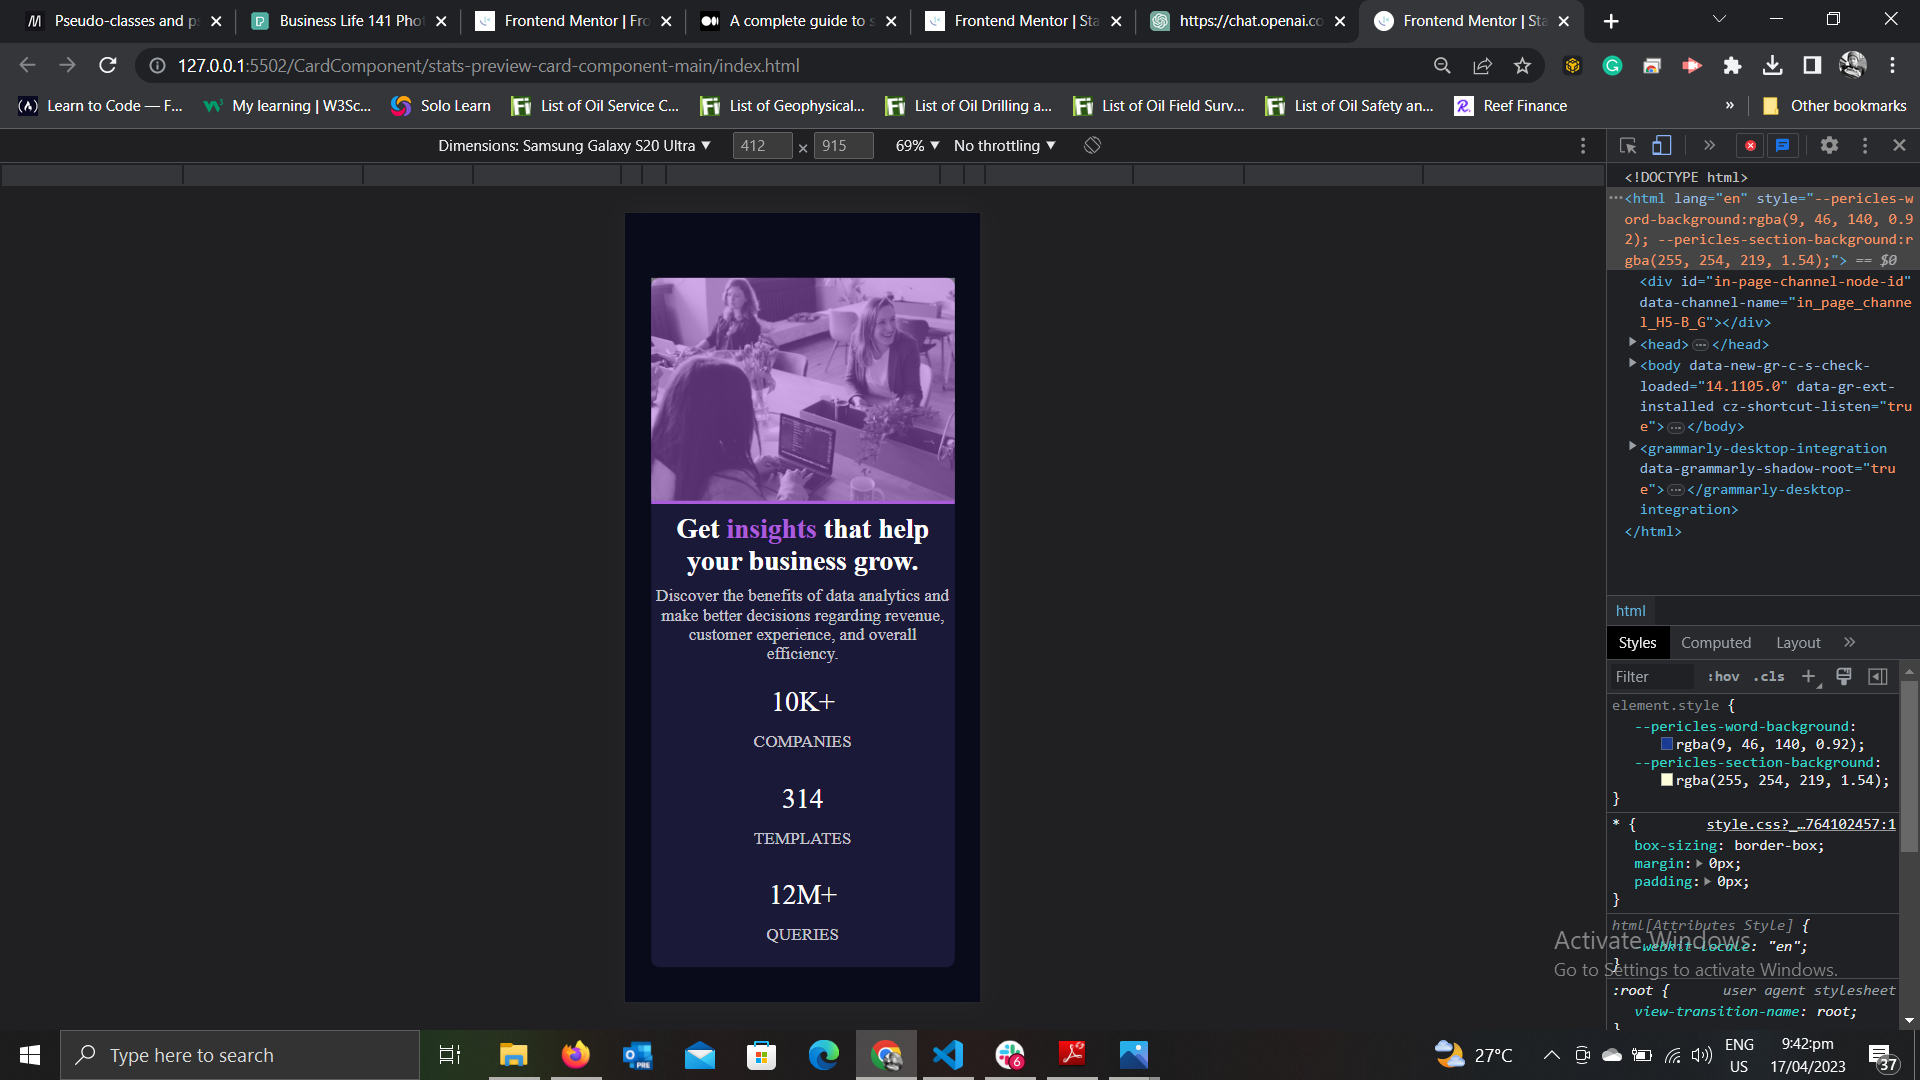 Pseudo-classes and ps
Business Life 141 Phot
Frontend Mentor | Fro
A complete guide to s
Frontend Mentor | Sta
https://chat.openai.co
Frontend Mentor | Sta
127.0.0.1:5502/CardComponent/stats-preview-card-component-main/index.html
Learn to Code — F...
My learning | W3Sc...
Solo Learn
List of Oil Service C...
List of Geophysical...
List of Oil Drilling a...
List of Oil Field Surv...
List of Oil Safety an...
Reef Finance
»
Other bookmarks
Dimensions: Samsung Galaxy S20 Ultra ▼
412 × 915
69% ▼
No throttling ▼
Get insights that help
your business grow.
Discover the benefits of data analytics and
make better decisions regarding revenue,
customer experience, and overall
efficiency.
10K+
COMPANIES
314
TEMPLATES
12M+
QUERIES
<!DOCTYPE html>
<html lang="en" style="--pericles-w
ord-background:rgba(9, 46, 140, 0.9
2); --pericles-section-background:r
gba(255, 254, 219, 1.54);"> == $0
<div id="in-page-channel-node-id"
data-channel-name="in_page_channe
l_H5-B_G"></div>
<head>…</head>
<body data-new-gr-c-s-check-
loaded="14.1105.0" data-gr-ext-
installed cz-shortcut-listen="tru
e">…</body>
<grammarly-desktop-integration
data-grammarly-shadow-root="tru
e">…</grammarly-desktop-
integration>
</html>
html
Styles Computed Layout »
Filter :hov .cls +
element.style {
--pericles-word-background:
rgba(9, 46, 140, 0.92);
--pericles-section-background:
rgba(255, 254, 219, 1.54);
}
* { style.css?_…764102457:1
box-sizing: border-box;
margin: 0px;
padding: 0px;
}
html[Attributes Style] {
-webkit-locale: "en";
}
:root { user agent stylesheet
view-transition-name: root;
}
Activate Windows
Go to Settings to activate Windows.
Type here to search
PRE
6
27°C
ENG
US
9:42pm
17/04/2023
37